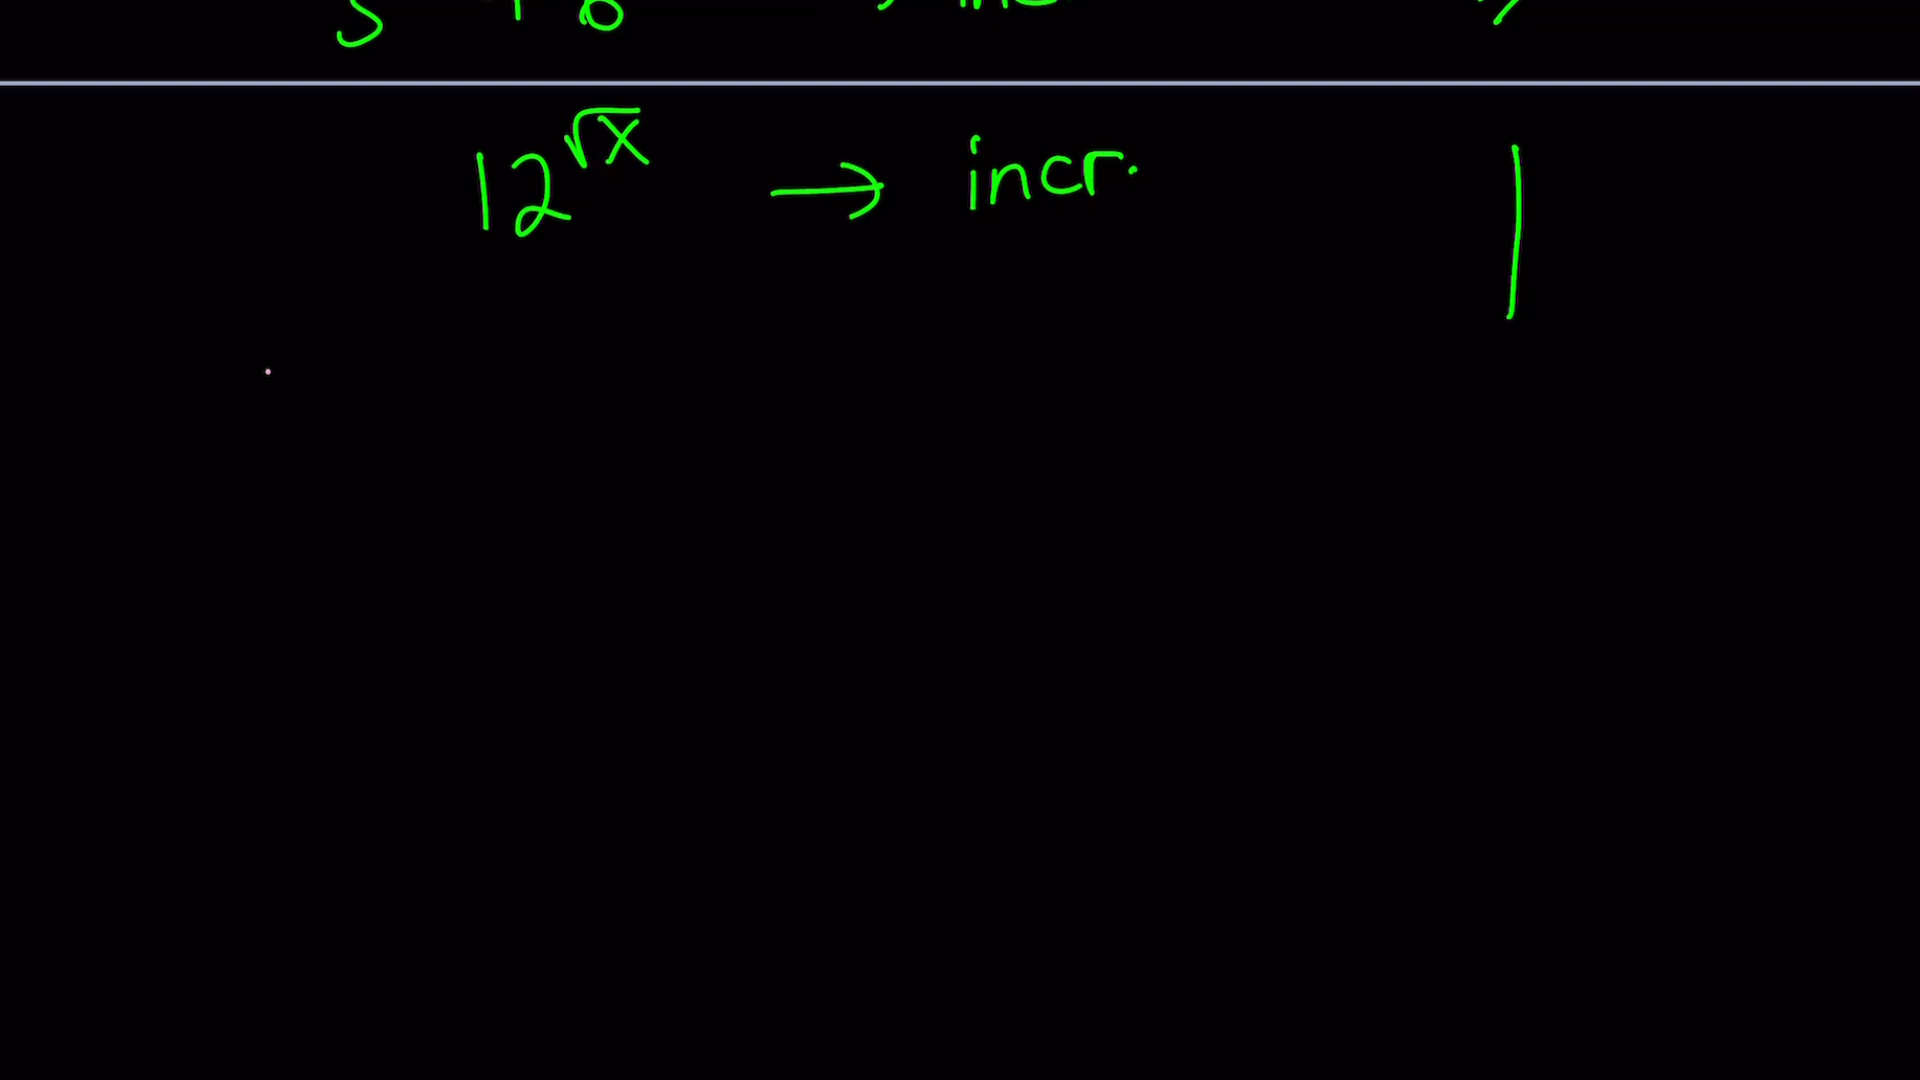 12^√x → incr.